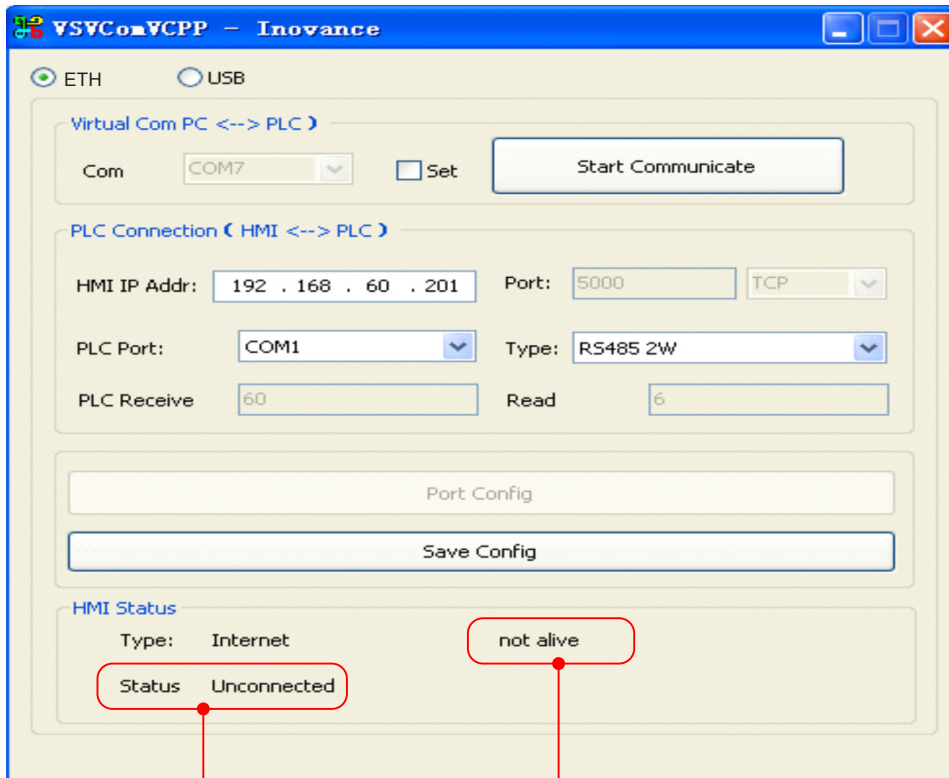 VSVComVCPP - Inovance
ETH USB
Virtual Com PC <--> PLC )
Com COM7 Set Start Communicate
PLC Connection ( HMI <--> PLC )
HMI IP Addr: 192 . 168 . 60 . 201 Port: 5000 TCP
PLC Port: COM1 Type: RS485 2W
PLC Receive 60 Read 6
Port Config
Save Config
HMI Status
Type: Internet not alive
Status Unconnected